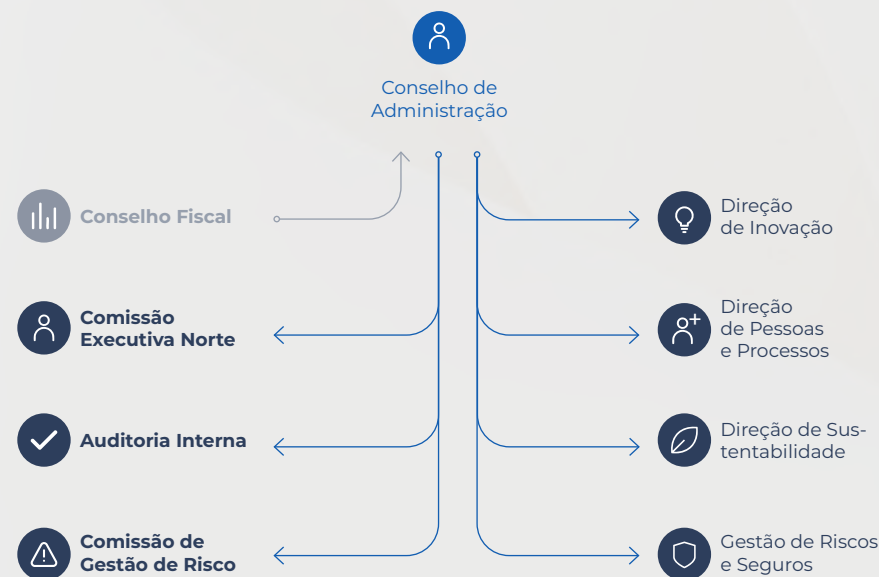 Conselho de
Administração
Conselho Fiscal
Comissão
Executiva Norte
Auditoria Interna
Comissão de
Gestão de Risco
Direção
de Inovação
Direção
de Pessoas
e Processos
Direção de Sus-
tentabilidade
Gestão de Riscos
e Seguros